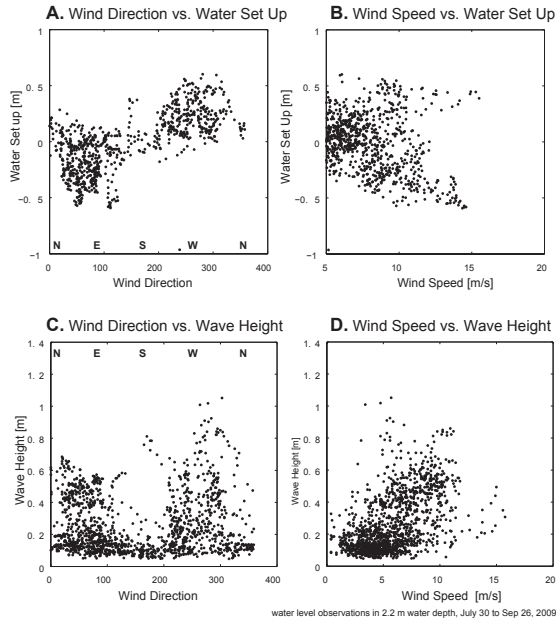 A. Wind Direction vs. Water Set Up
1
0. 5
0
−0. 5
−1
Water Set up [m]
N E S W N
0 100 200 300 400
Wind Direction
B. Wind Speed vs. Water Set Up
1
0. 5
0
−0. 5
−1
Water Set Up [m]
5 10 15 20
Wind Speed [m/s]
C. Wind Direction vs. Wave Height
N E S W N
1. 4
1. 2
1
0. 8
0. 6
0. 4
0. 2
0
Wave Height [m]
0 100 200 300 400
Wind Direction
D. Wind Speed vs. Wave Height
1. 4
1. 2
1
0. 8
0. 6
0. 4
0. 2
0
Wave Height [m]
0 5 10 15 20
Wind Speed [m/s]
water level observations in 2.2 m water depth, July 30 to Sep 26, 2009